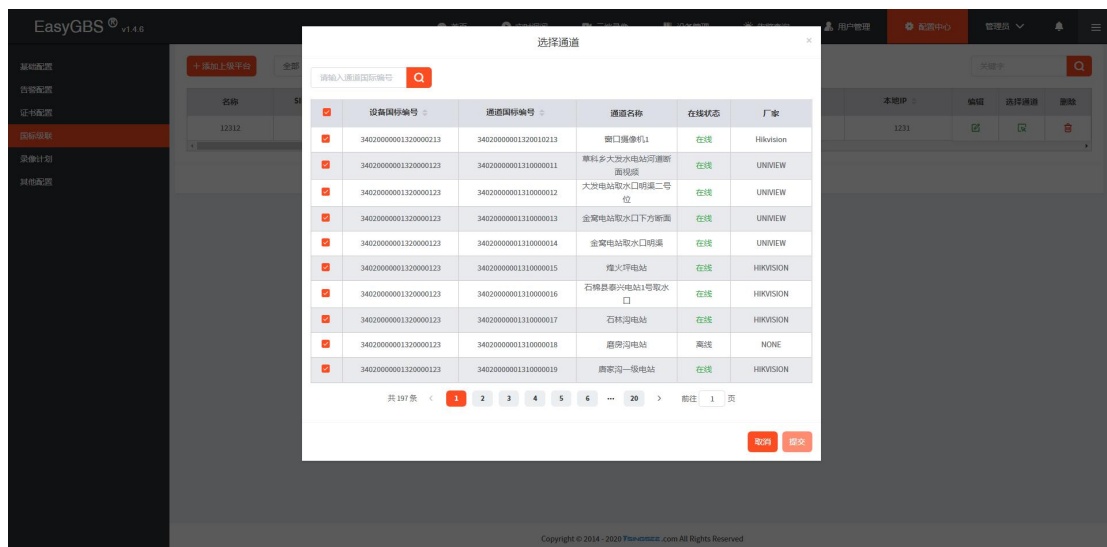 EasyGBS ® v1.4.6
用户管理
配置中心
管理员
基础配置
告警配置
证书配置
国标级联
录像计划
其他配置
+ 添加上级平台
全部
关键字
名称
本地IP
编辑
选择通道
删除
12312
1231
选择通道
×
请输入通道国标编号
设备国标编号
通道国标编号
通道名称
在线状态
厂家
34020000001320000213
34020000001320010213
窗口摄像机1
在线
Hikvision
34020000001320000123
34020000001310000011
草科乡大发水电站河道断
面视频
在线
UNIVIEW
34020000001320000123
34020000001310000012
大发电站取水口明渠二号
位
在线
UNIVIEW
34020000001320000123
34020000001310000013
金窝电站取水口下方断面
在线
UNIVIEW
34020000001320000123
34020000001310000014
金窝电站取水口明渠
在线
UNIVIEW
34020000001320000123
34020000001310000015
烽火坪电站
在线
HIKVISION
34020000001320000123
34020000001310000016
石棉县泰兴电站1号取水
口
在线
HIKVISION
34020000001320000123
34020000001310000017
石林沟电站
在线
HIKVISION
34020000001320000123
34020000001310000018
磨房沟电站
离线
NONE
34020000001320000123
34020000001310000019
唐家沟一级电站
在线
HIKVISION
共 197 条 < 1 2 3 4 5 6 ··· 20 > 前往 1 页
取消
提交
Copyright © 2014 - 2020 .com All Rights Reserved